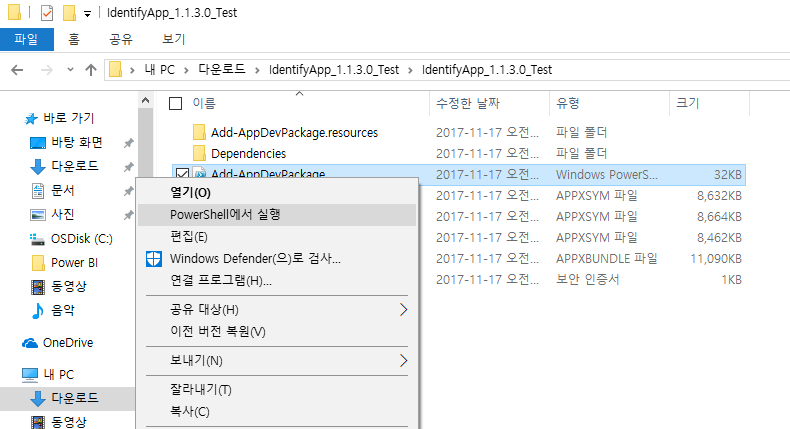 IdentifyApp_1.1.3.0_Test
파일 홈 공유 보기
내 PC 다운로드 IdentifyApp_1.1.3.0_Test IdentifyApp_1.1.3.0_Test
바로 가기
바탕 화면
다운로드
문서
사진
OSDisk (C:)
Power BI
동영상
음악
OneDrive
내 PC
다운로드
동영상
이름 수정한 날짜 유형 크기
Add-AppDevPackage.resources 2017-11-17 오전... 파일 폴더
Dependencies 2017-11-17 오전... 파일 폴더
Add-AppDevPackage 2017-11-17 오전... Windows PowerS... 32KB
2017-11-17 오전... APPXSYM 파일 8,632KB
2017-11-17 오전... APPXSYM 파일 8,664KB
2017-11-17 오전... APPXSYM 파일 8,462KB
2017-11-17 오전... APPXBUNDLE 파일 11,090KB
2017-11-17 오전... 보안 인증서 1KB
열기(O)
PowerShell에서 실행
편집(E)
Windows Defender(으)로 검사...
연결 프로그램(H)...
공유 대상(H)
이전 버전 복원(V)
보내기(N)
잘라내기(T)
복사(C)